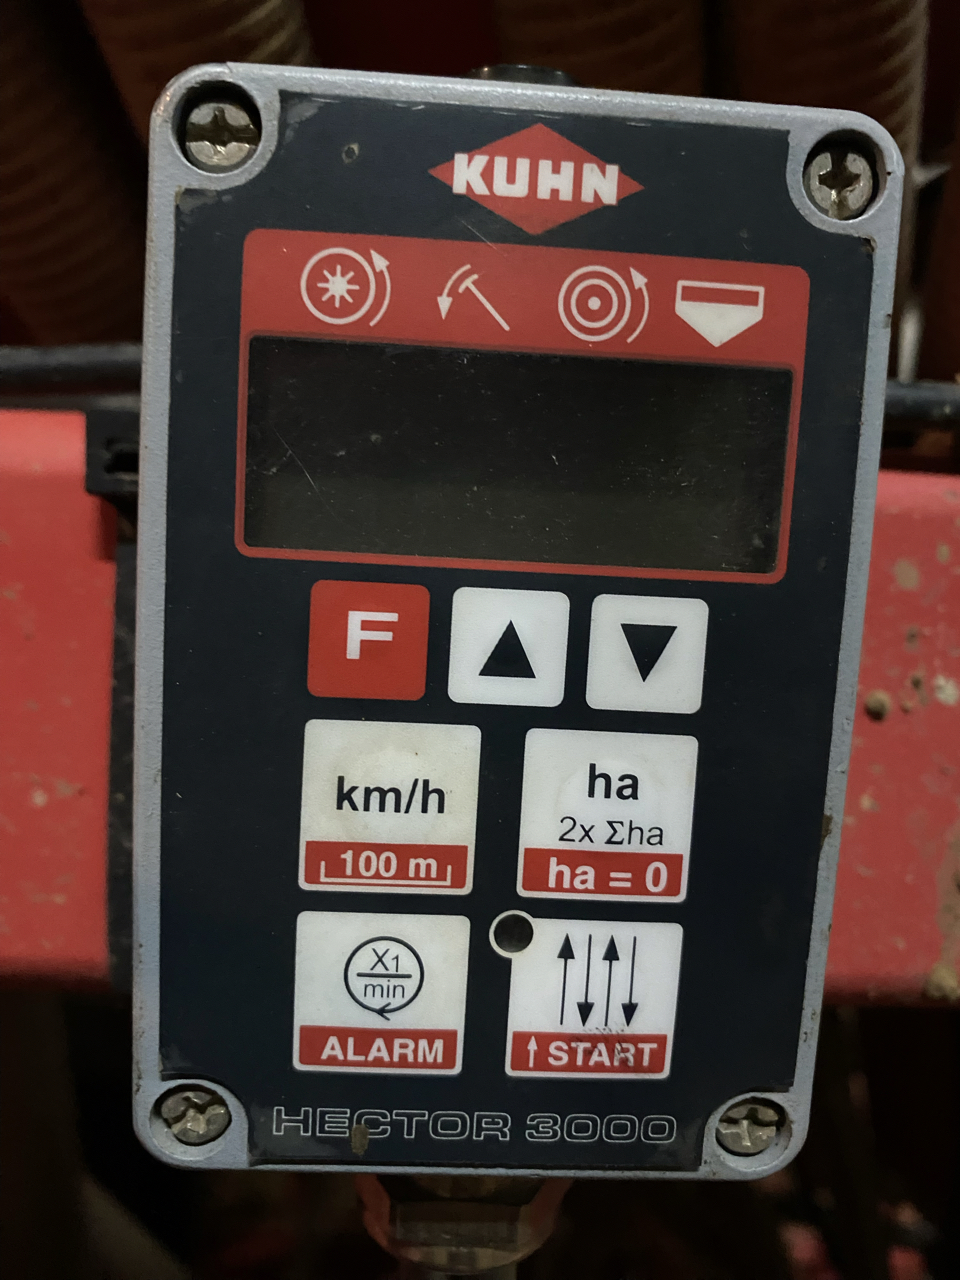 KUHN
F
km/h
100 m
ha
2x Σha
ha = 0
X1
min
ALARM
START
HECTOR 3000